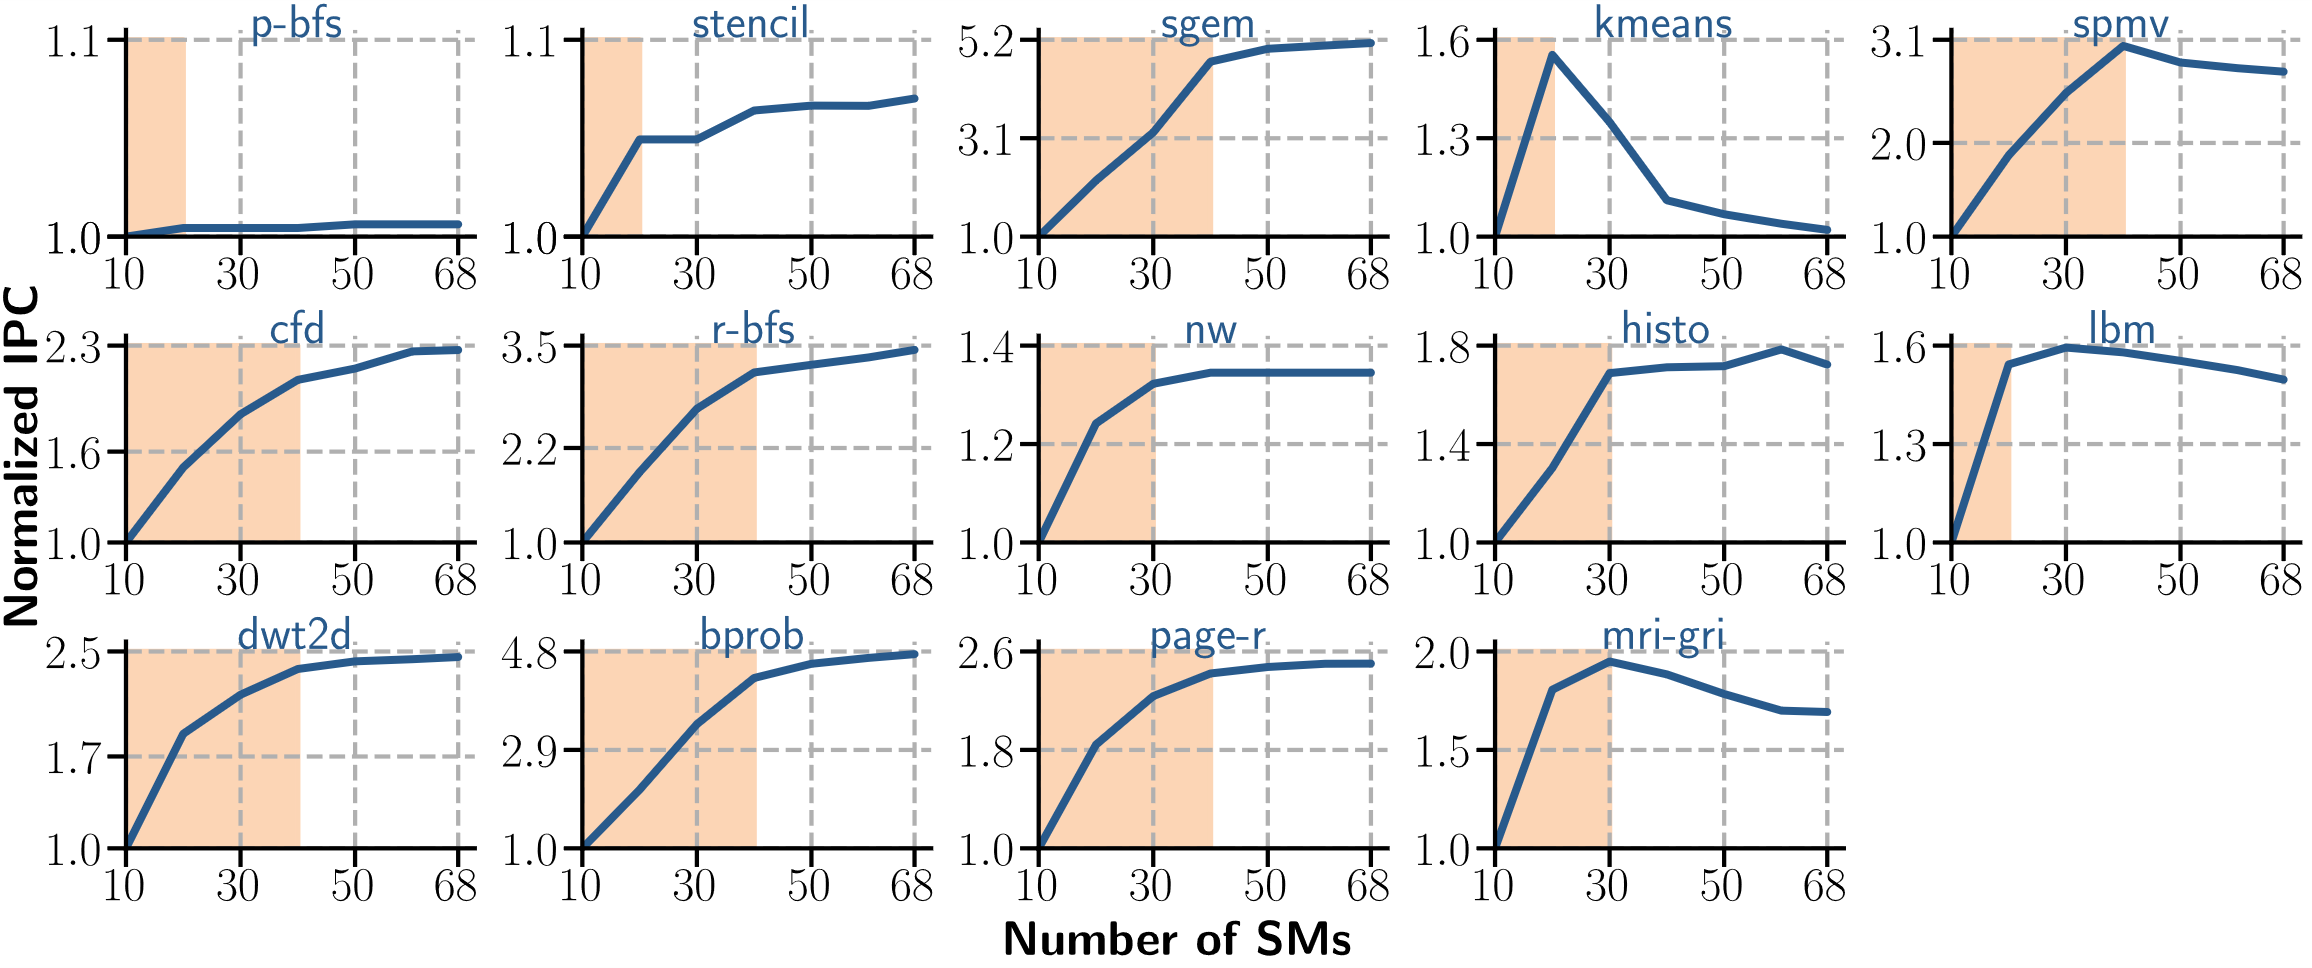 p-bfs
1.1
1.0
10 30 50 68
stencil
1.1
1.0
10 30 50 68
sgem
5.2
3.1
1.0
10 30 50 68
kmeans
1.6
1.3
1.0
10 30 50 68
spmv
3.1
2.0
1.0
10 30 50 68
Normalized IPC
cfd
2.3
1.6
1.0
10 30 50 68
r-bfs
3.5
2.2
1.0
10 30 50 68
nw
1.4
1.2
1.0
10 30 50 68
histo
1.8
1.4
1.0
10 30 50 68
lbm
1.6
1.3
1.0
10 30 50 68
dwt2d
2.5
1.7
1.0
10 30 50 68
bprob
4.8
2.9
1.0
10 30 50 68
page-r
2.6
1.8
1.0
10 30 50 68
mri-gri
2.0
1.5
1.0
10 30 50 68
Number of SMs